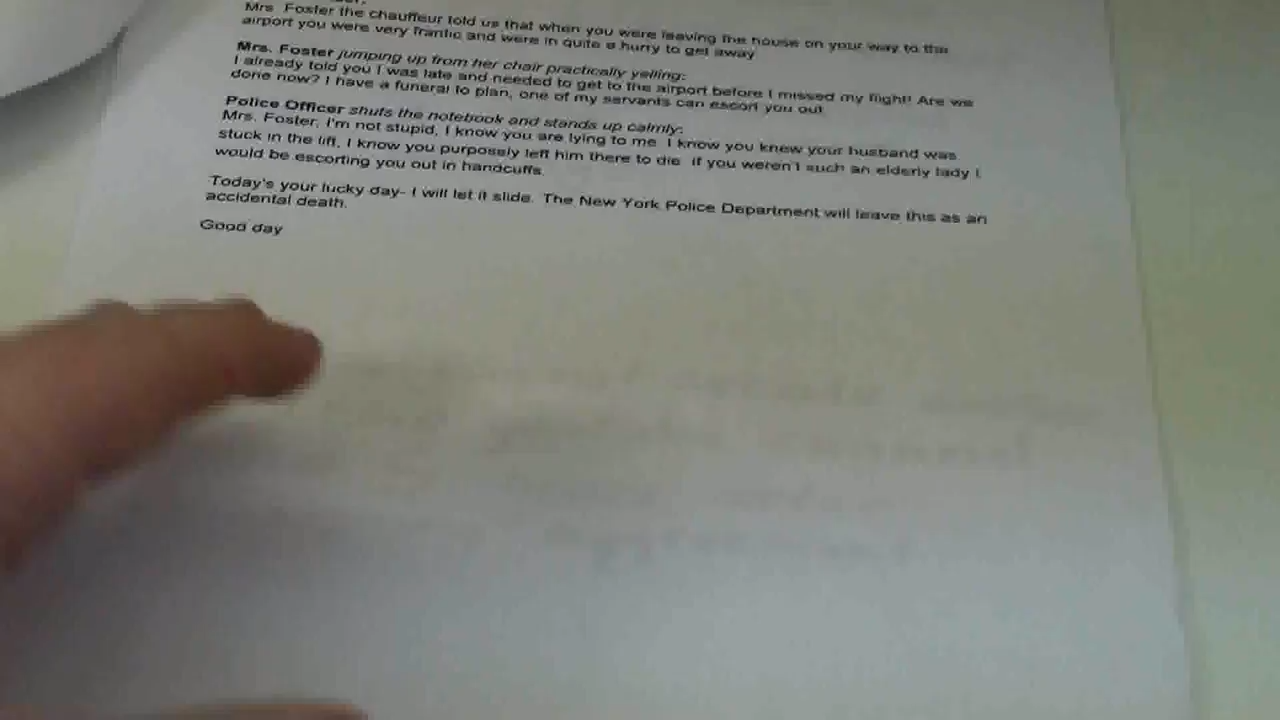 Mrs. Foster the chauffeur told us that when you were leaving the house on your way to the
airport you were very frantic and were in quite a hurry to get away
Mrs. Foster jumping up from her chair practically yelling:
I already told you I was late and needed to get to the airport before I missed my flight! Are we
done now? I have a funeral to plan, one of my servants can escort you out
Police Officer shuts the notebook and stands up calmly:
Mrs. Foster, I'm not stupid, I know you are lying to me. I know you knew your husband was
stuck in the lift, I know you purposely left him there to die. if you weren't such an elderly lady I
would be escorting you out in handcuffs.
Today's your lucky day- I will let it slide. The New York Police Department will leave this as an
accidental death.
Good day